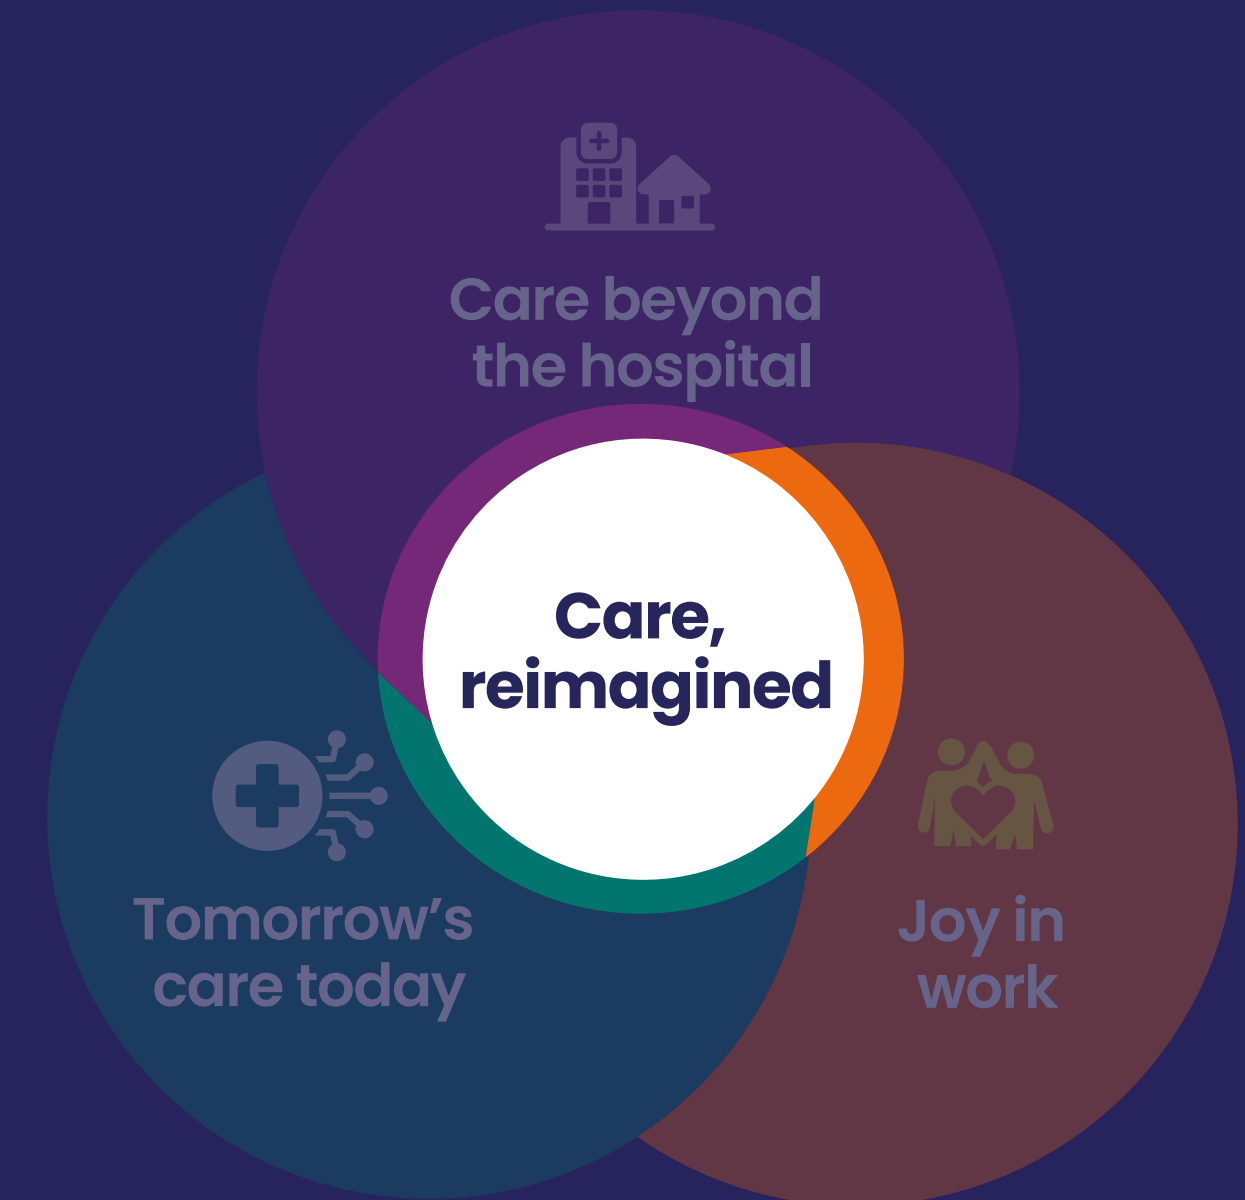 Care beyond
the hospital
Care,
reimagined
Tomorrow’s
care today
Joy in
work